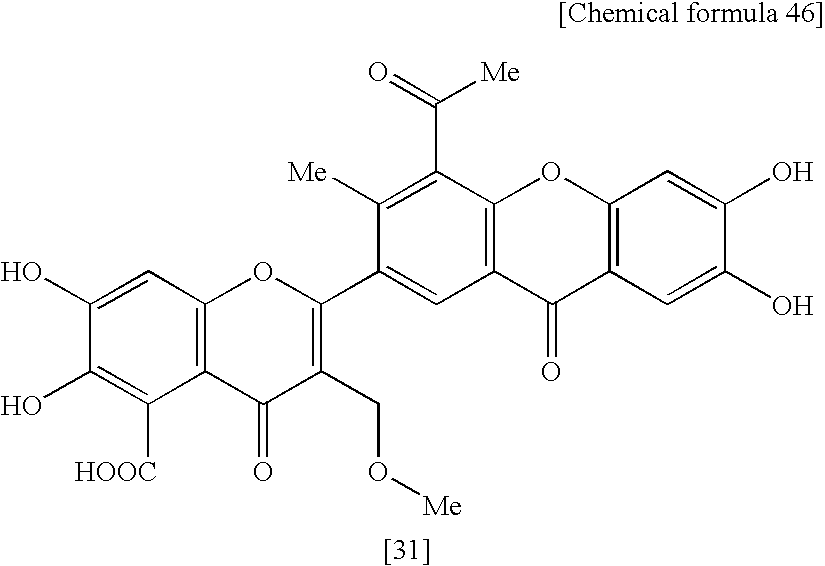 [Chemical formula 46]
O Me
Me O OH
HO O OH
O
HO
HOOC O O
Me
[31]